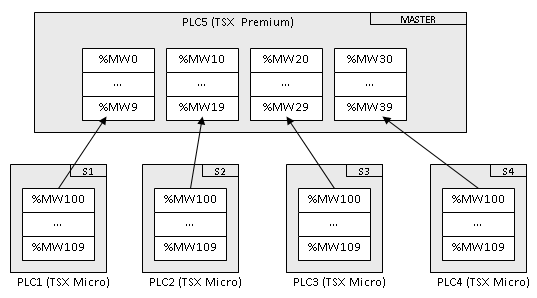 PLC5 (TSX Premium)
MASTER
%MW0 %MW10 %MW20 %MW30
... ... ... ...
%MW9 %MW19 %MW29 %MW39
S1 S2 S3 S4
%MW100 %MW100 %MW100 %MW100
... ... ... ...
%MW109 %MW109 %MW109 %MW109
PLC1 (TSX Micro) PLC2 (TSX Micro) PLC3 (TSX Micro) PLC4 (TSX Micro)